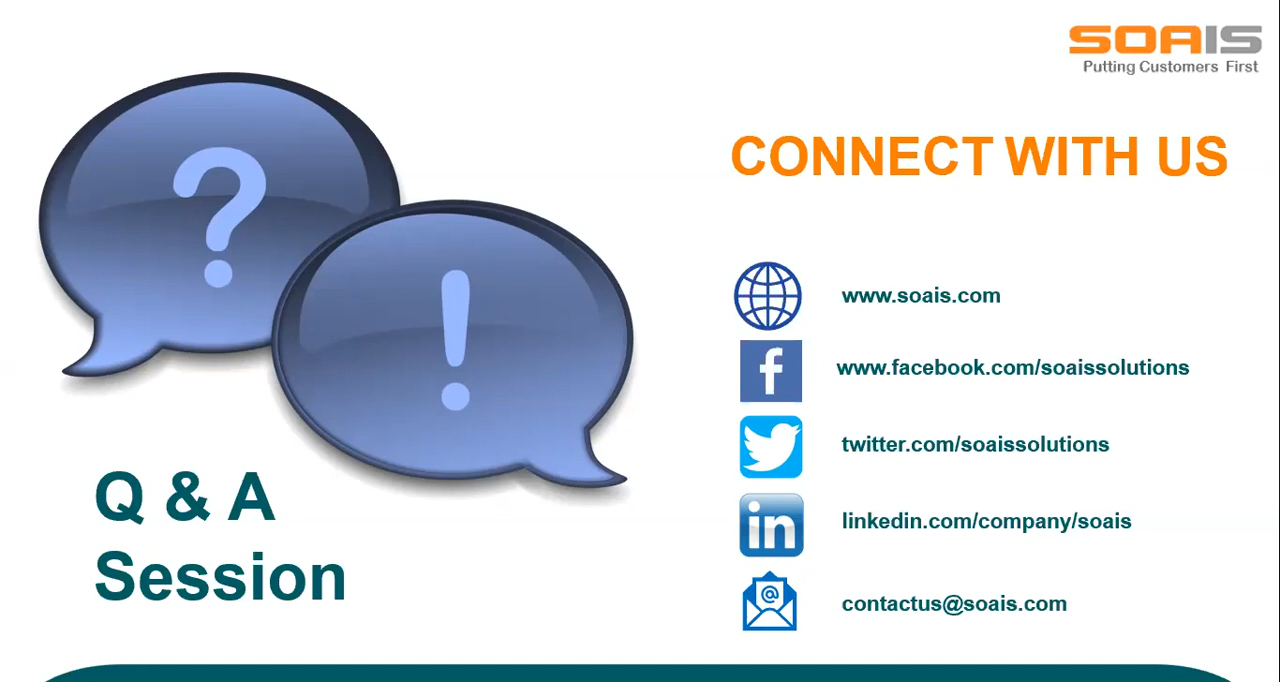 SOAIS
Putting Customers First
CONNECT WITH US
?
!
www.soais.com
f
www.facebook.com/soaissolutions
twitter.com/soaissolutions
in
linkedin.com/company/soais
@
contactus@soais.com
Q & A
Session